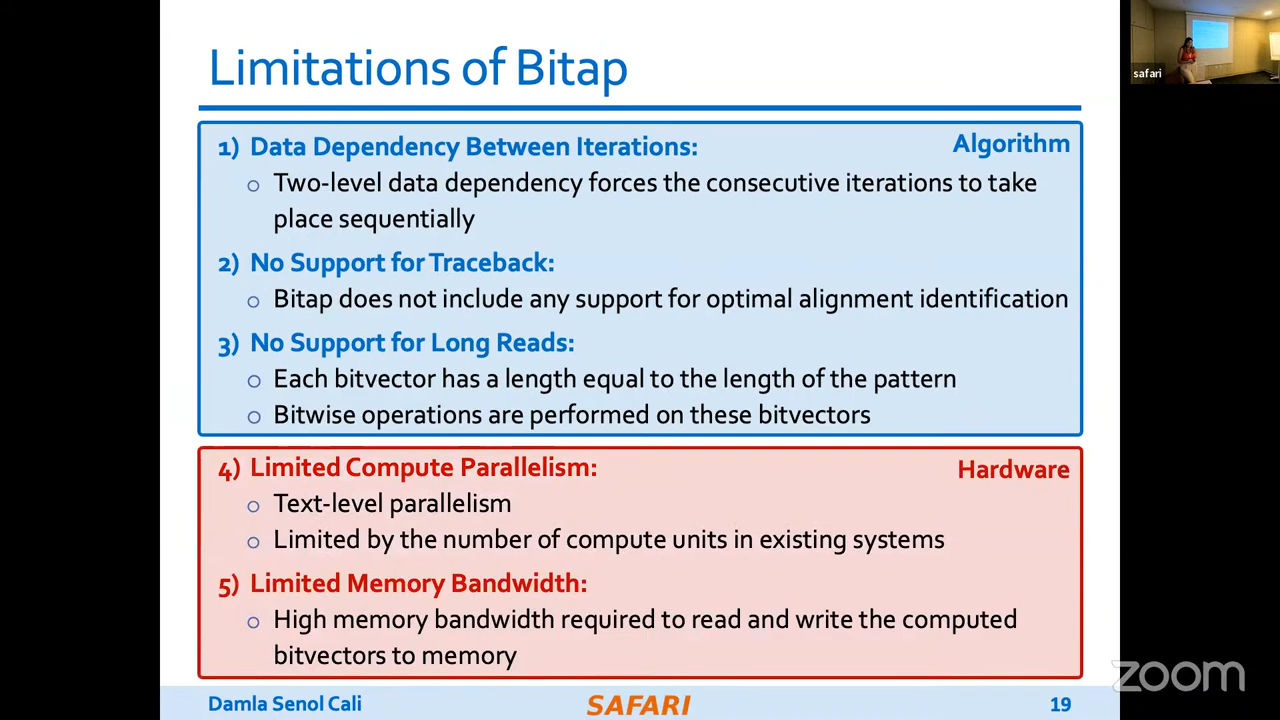 Limitations of Bitap
safari
1) Data Dependency Between Iterations:
Algorithm
○ Two-level data dependency forces the consecutive iterations to take
place sequentially
2) No Support for Traceback:
○ Bitap does not include any support for optimal alignment identification
3) No Support for Long Reads:
○ Each bitvector has a length equal to the length of the pattern
○ Bitwise operations are performed on these bitvectors
4) Limited Compute Parallelism:
Hardware
○ Text-level parallelism
○ Limited by the number of compute units in existing systems
5) Limited Memory Bandwidth:
○ High memory bandwidth required to read and write the computed
bitvectors to memory
Damla Senol Cali
SAFARI
19
zoom